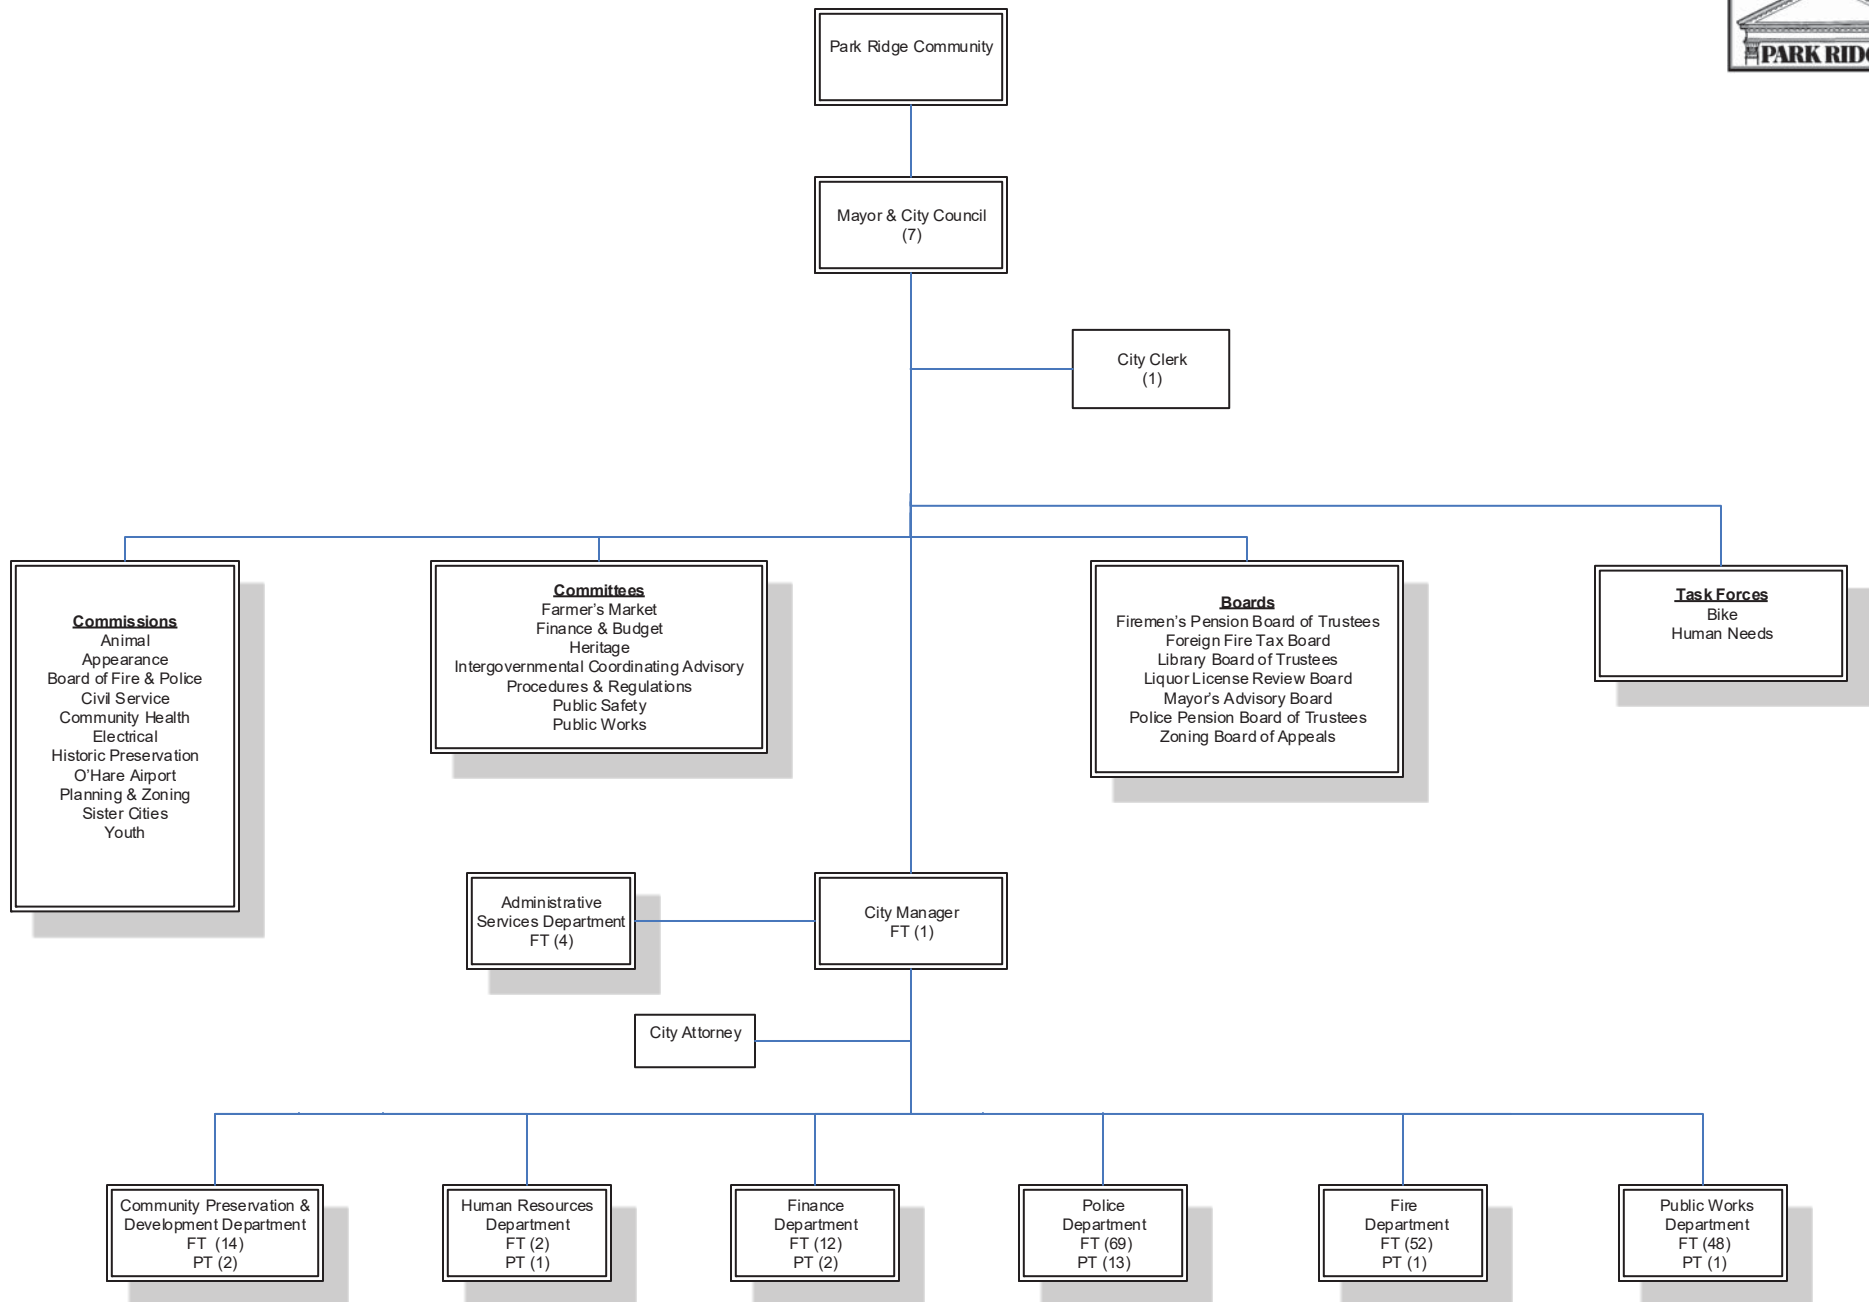 PARK RIDG
Park Ridge Community
Mayor & City Council
(7)
City Clerk
(1)
Commissions
Animal
Appearance
Board of Fire & Police
Civil Service
Community Health
Electrical
Historic Preservation
O'Hare Airport
Planning & Zoning
Sister Cities
Youth
Committees
Farmer's Market
Finance & Budget
Heritage
Intergovernmental Coordinating Advisory
Procedures & Regulations
Public Safety
Public Works
Boards
Firemen's Pension Board of Trustees
Foreign Fire Tax Board
Library Board of Trustees
Liquor License Review Board
Mayor's Advisory Board
Police Pension Board of Trustees
Zoning Board of Appeals
Task Forces
Bike
Human Needs
Administrative
Services Department
FT (4)
City Manager
FT (1)
City Attorney
Community Preservation &
Development Department
FT (14)
PT (2)
Human Resources
Department
FT (2)
PT (1)
Finance
Department
FT (12)
PT (2)
Police
Department
FT (69)
PT (13)
Fire
Department
FT (52)
PT (1)
Public Works
Department
FT (48)
PT (1)